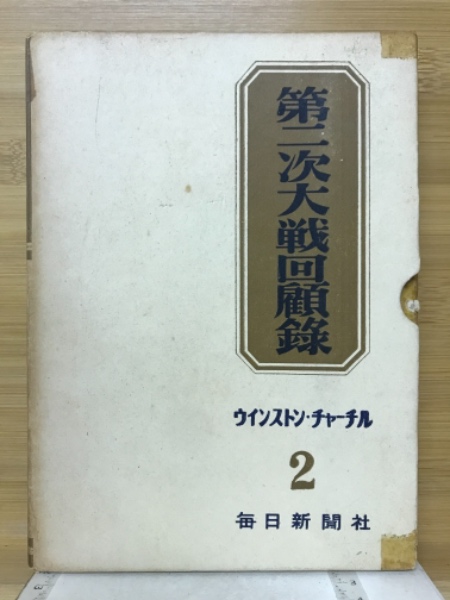 第二次大戦回顧錄
ウインストン・チャーチル
2
毎日新聞社